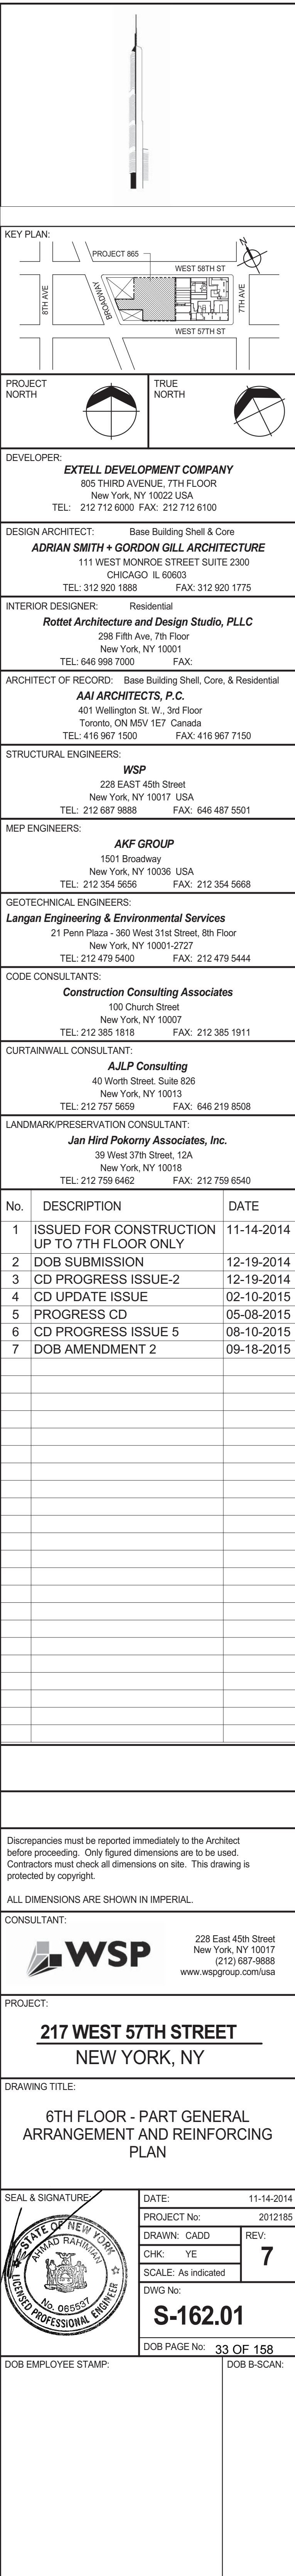 KEY PLAN:
N
PROJECT 865
WEST 58TH ST
8TH AVE
BROADWAY
7TH AVE
WEST 57TH ST
PROJECT NORTH
TRUE NORTH
DEVELOPER:
EXTELL DEVELOPMENT COMPANY
805 THIRD AVENUE, 7TH FLOOR
New York, NY 10022 USA
TEL: 212 712 6000 FAX: 212 712 6100
DESIGN ARCHITECT: Base Building Shell & Core
ADRIAN SMITH + GORDON GILL ARCHITECTURE
111 WEST MONROE STREET SUITE 2300
CHICAGO IL 60603
TEL: 312 920 1888 FAX: 312 920 1775
INTERIOR DESIGNER: Residential
Rottet Architecture and Design Studio, PLLC
298 Fifth Ave, 7th Floor
New York, NY 10001
TEL: 646 998 7000 FAX:
ARCHITECT OF RECORD: Base Building Shell, Core, & Residential
AAI ARCHITECTS, P.C.
401 Wellington St. W., 3rd Floor
Toronto, ON M5V 1E7 Canada
TEL: 416 967 1500 FAX: 416 967 7150
STRUCTURAL ENGINEERS:
WSP
228 EAST 45th Street
New York, NY 10017 USA
TEL: 212 687 9888 FAX: 646 487 5501
MEP ENGINEERS:
AKF GROUP
1501 Broadway
New York, NY 10036 USA
TEL: 212 354 5656 FAX: 212 354 5668
GEOTECHNICAL ENGINEERS:
Langan Engineering & Environmental Services
21 Penn Plaza - 360 West 31st Street, 8th Floor
New York, NY 10001-2727
TEL: 212 479 5400 FAX: 212 479 5444
CODE CONSULTANTS:
Construction Consulting Associates
100 Church Street
New York, NY 10007
TEL: 212 385 1818 FAX: 212 385 1911
CURTAINWALL CONSULTANT:
AJLP Consulting
40 Worth Street. Suite 826
New York, NY 10013
TEL: 212 757 5659 FAX: 646 219 8508
LANDMARK/PRESERVATION CONSULTANT:
Jan Hird Pokorny Associates, Inc.
39 West 37th Street, 12A
New York, NY 10018
TEL: 212 759 6462 FAX: 212 759 6540
No. DESCRIPTION DATE
1 ISSUED FOR CONSTRUCTION 11-14-2014
UP TO 7TH FLOOR ONLY
2 DOB SUBMISSION 12-19-2014
3 CD PROGRESS ISSUE-2 12-19-2014
4 CD UPDATE ISSUE 02-10-2015
5 PROGRESS CD 05-08-2015
6 CD PROGRESS ISSUE 5 08-10-2015
7 DOB AMENDMENT 2 09-18-2015
Discrepancies must be reported immediately to the Architect
before proceeding. Only figured dimensions are to be used.
Contractors must check all dimensions on site. This drawing is
protected by copyright.
ALL DIMENSIONS ARE SHOWN IN IMPERIAL.
CONSULTANT:
WSP
228 East 45th Street
New York, NY 10017
(212) 687-9888
www.wspgroup.com/usa
PROJECT:
217 WEST 57TH STREET
NEW YORK, NY
DRAWING TITLE:
6TH FLOOR - PART GENERAL
ARRANGEMENT AND REINFORCING
PLAN
SEAL & SIGNATURE:
STATE OF NEW YORK
AHMAD RAHIMIAN
No. 065537
LICENSED PROFESSIONAL ENGINEER
DATE: 11-14-2014
PROJECT No: 2012185
DRAWN: CADD
REV:
7
CHK: YE
SCALE: As indicated
DWG No:
S-162.01
DOB PAGE No: 33 OF 158
DOB EMPLOYEE STAMP:
DOB B-SCAN: